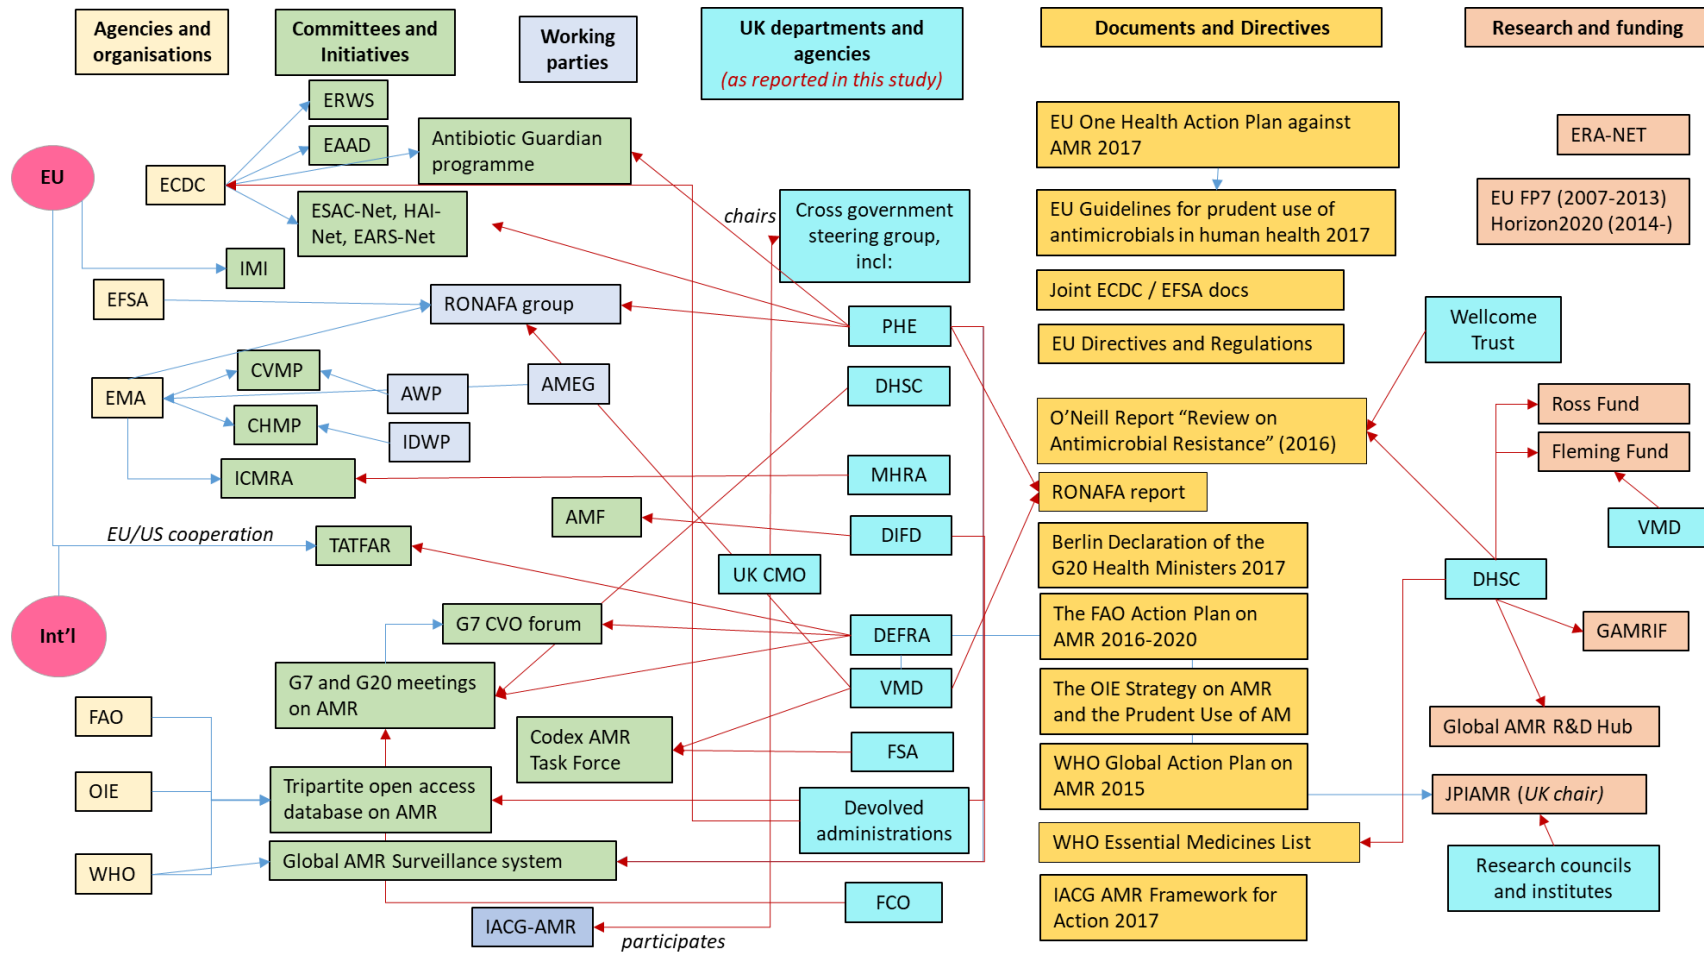 Agencies and
organisations
Committees and
Initiatives
Working
parties
UK departments and
agencies
(as reported in this study)
Documents and Directives
Research and funding
EU
Int’l
ECDC
EFSA
EMA
FAO
OIE
WHO
ERWS
EAAD
Antibiotic Guardian
programme
ESAC-Net, HAI-
Net, EARS-Net
IMI
RONAFA group
CVMP
CHMP
AWP
AMEG
IDWP
ICMRA
AMF
EU/US cooperation
TATFAR
G7 CVO forum
G7 and G20 meetings
on AMR
Codex AMR
Task Force
Tripartite open access
database on AMR
Global AMR Surveillance system
IACG-AMR
participates
chairs
Cross government
steering group,
incl:
PHE
DHSC
MHRA
DIFD
UK CMO
DEFRA
VMD
FSA
Devolved
administrations
FCO
EU One Health Action Plan against
AMR 2017
EU Guidelines for prudent use of
antimicrobials in human health 2017
Joint ECDC / EFSA docs
EU Directives and Regulations
O’Neill Report “Review on
Antimicrobial Resistance” (2016)
RONAFA report
Berlin Declaration of the
G20 Health Ministers 2017
The FAO Action Plan on
AMR 2016-2020
The OIE Strategy on AMR
and the Prudent Use of AM
WHO Global Action Plan on
AMR 2015
WHO Essential Medicines List
IACG AMR Framework for
Action 2017
ERA-NET
EU FP7 (2007-2013)
Horizon2020 (2014-)
Wellcome
Trust
Ross Fund
Fleming Fund
VMD
DHSC
GAMRIF
Global AMR R&D Hub
JPIAMR (UK chair)
Research councils
and institutes